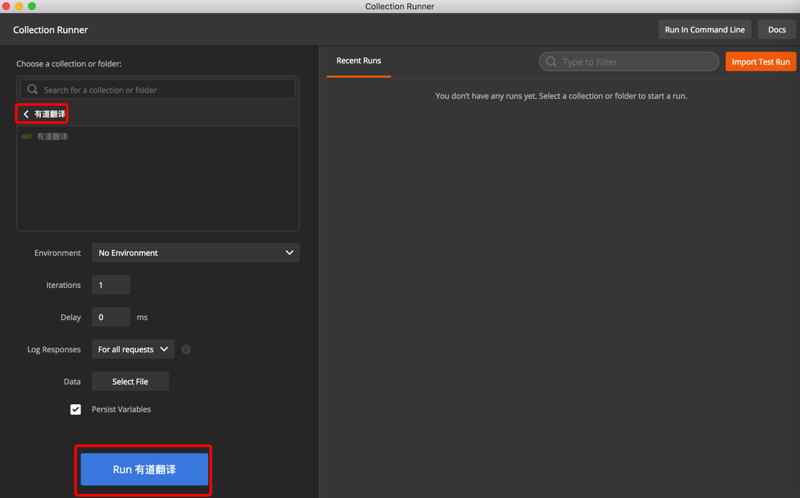 Collection Runner
Collection Runner
Run In Command Line
Docs
Choose a collection or folder:
Search for a collection or folder
有道翻译
GET 有道翻译
Environment
No Environment
Iterations
1
Delay
0
ms
Log Responses
For all requests
Data
Select File
Persist Variables
Run 有道翻译
Recent Runs
Type to Filter
Import Test Run
You don't have any runs yet. Select a collection or folder to start a run.